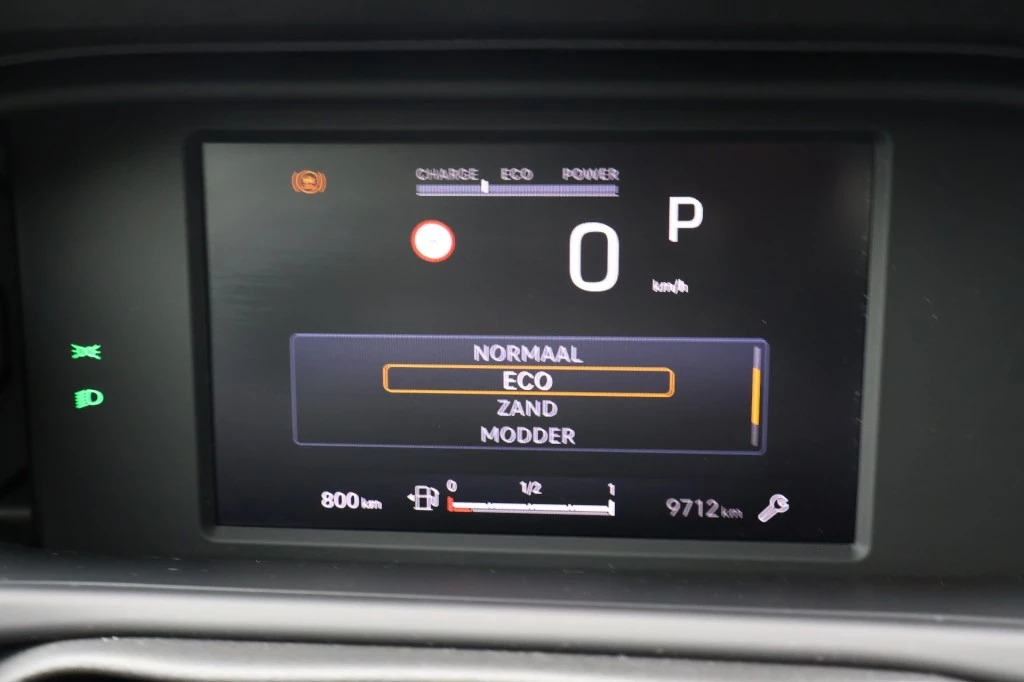 CHARGE ECO POWER
P
0
km/h
NORMAAL
ECO
ZAND
MODDER
0 1/2 1
800 km
9712 km